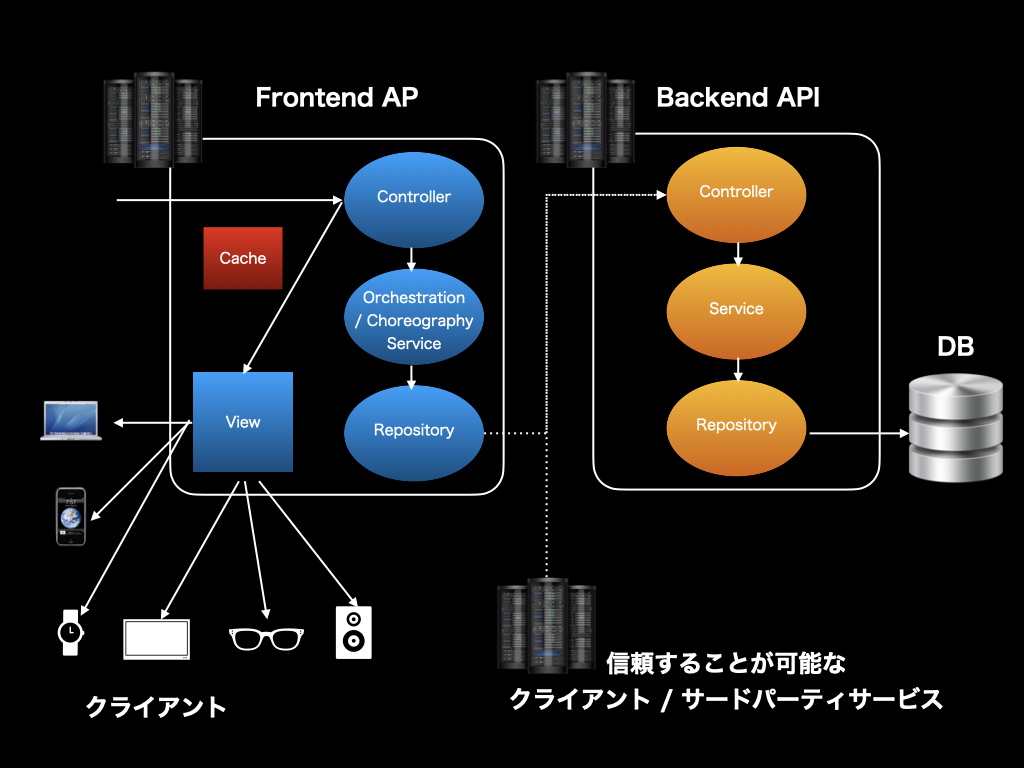 Frontend AP
Backend API
Controller
Cache
Orchestration
/ Choreography
Service
View
Repository
Controller
Service
Repository
DB
クライアント
信頼することが可能な
クライアント / サードパーティサービス